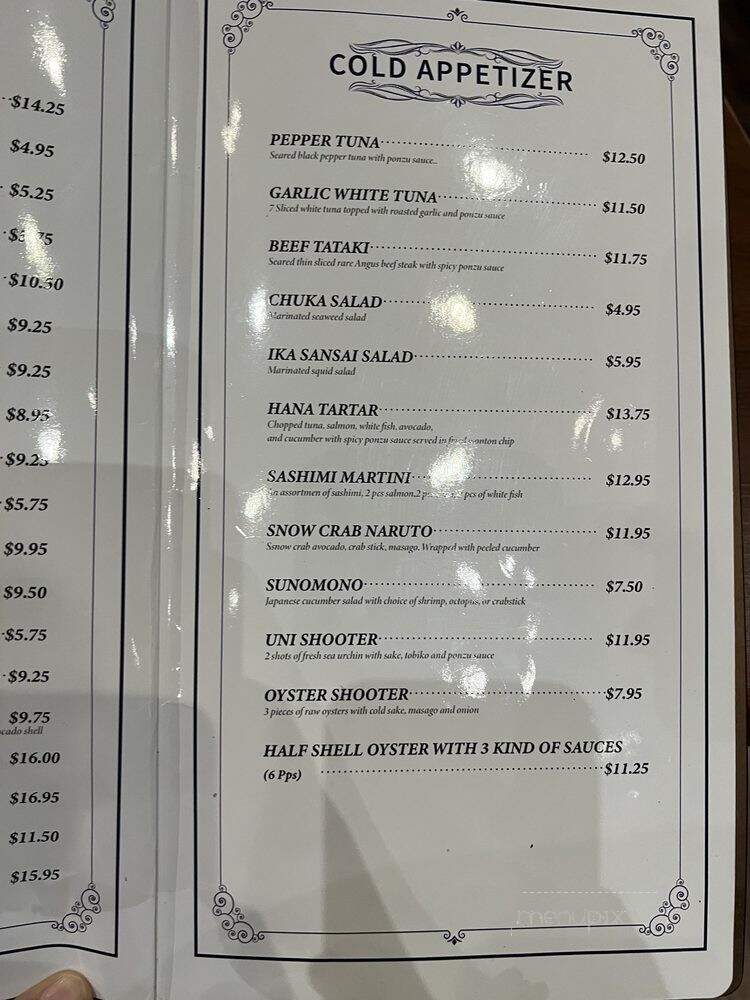 $14.25
$4.95
$5.25
$10.50
$9.25
$9.25
$8.95
$9.25
$5.75
$9.95
$9.50
$5.75
$9.25
$9.75
cado shell
$16.00
$16.95
$11.50
$15.95
COLD APPETIZER
PEPPER TUNA $12.50
Seared black pepper tuna with ponzu sauce..
GARLIC WHITE TUNA $11.50
7 Sliced white tuna topped with roasted garlic and ponzu sauce
BEEF TATAKI $11.75
Seared thin sliced rare Angus beef steak with spicy ponzu sauce
CHUKA SALAD $4.95
Marinated seaweed salad
IKA SANSAI SALAD $5.95
Marinated squid salad
HANA TARTAR $13.75
Chopped tuna, salmon, white fish, avocado,
and cucumber with spicy ponzu sauce served in fried wonton chip
SASHIMI MARTINI $12.95
An assortmen of sashimi, 2 pcs salmon,2 pcs of white fish
SNOW CRAB NARUTO $11.95
Ssnow crab avocado, crab stick, masago. Wrapped with peeled cucumber
SUNOMONO $7.50
Japanese cucumber salad with choice of shrimp, octopus, or crabstick
UNI SHOOTER $11.95
2 shots of fresh sea urchin with sake, tobiko and ponzu sauce
OYSTER SHOOTER $7.95
3 pieces of raw oysters with cold sake, masago and onion
HALF SHELL OYSTER WITH 3 KIND OF SAUCES
(6 Pps) $11.25
menupix